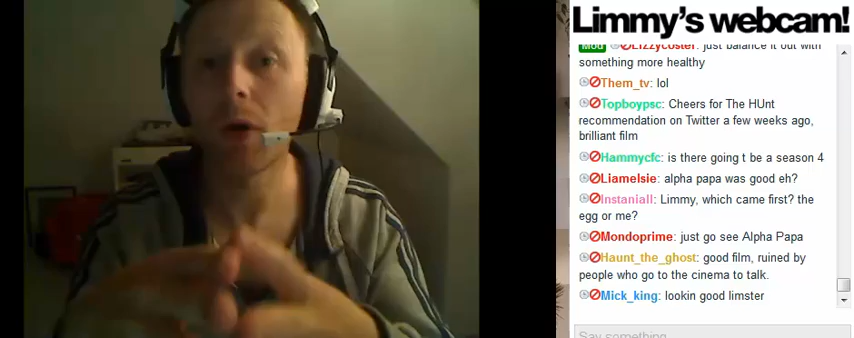 Limmy's webcam!
Mod Lizzycoster: just balance it out with
something more healthy
Them_tv: lol
Topboypsc: Cheers for The HUnt
recommendation on Twitter a few weeks ago,
brilliant film
Hammycfc: is there going t be a season 4
Liamelsie: alpha papa was good eh?
Instaniall: Limmy, which came first? the
egg or me?
Mondoprime: just go see Alpha Papa
Haunt_the_ghost: good film, ruined by
people who go to the cinema to talk.
Mick_king: lookin good limster
Say something